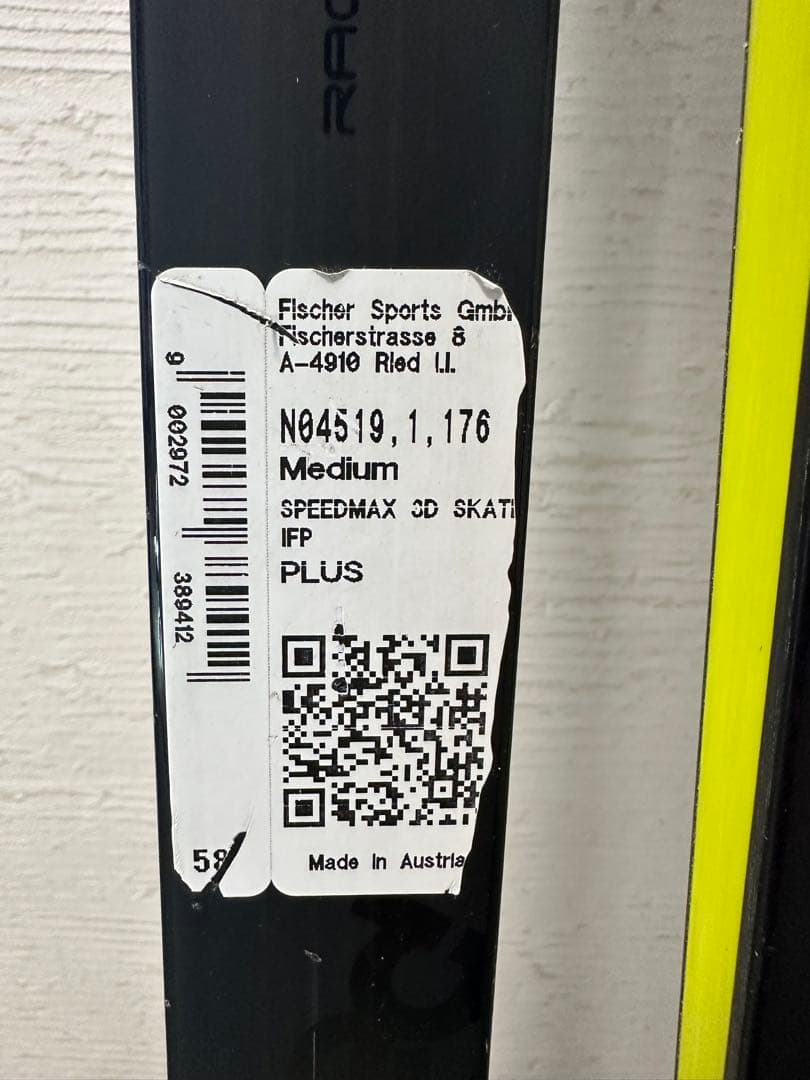 Fischer Sports Gmb
Fischerstrasse 8
A-4910 Ried I.I.
N04519,1,176
Medium
SPEEDMAX 3D SKATI
IFP
PLUS
Made In Austria
9 002972 389412
58